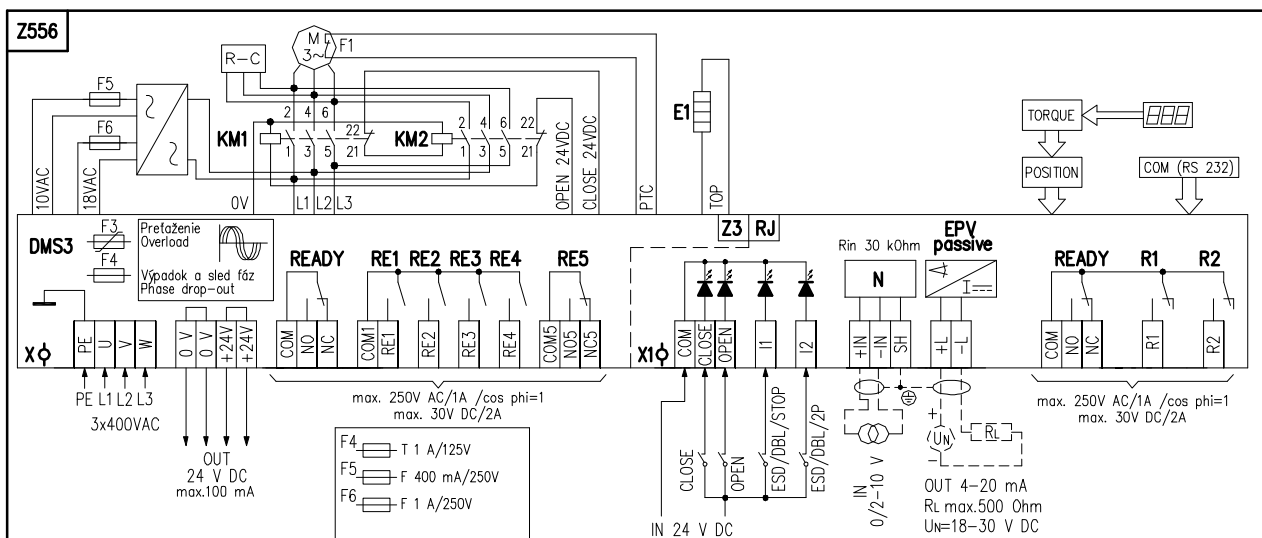 Z556
F5
F6
R-C
M
3~
F1
2 4 6
KM1
1 3 5
22
21
KM2
2 4 6 22
1 3 5 21
10VAC
18VAC
0V
L1 L2 L3
OPEN 24VDC
CLOSE 24VDC
PTC
E1
TOP
TORQUE
POSITION
COM (RS 232)
DMS3
F3
F4
Preťaženie
Overload
Výpadok a sled fáz
Phase drop-out
READY
RE1 RE2 RE3 RE4
RE5
Z3 RJ
Rin 30 kOhm
N
EPV
passive
I
READY
R1
R2
X
PE
U
V
W
0 V
0 V
+24V
+24V
COM
NO
NC
COM1
RE1
RE2
RE3
RE4
COM5
NO5
NC5
X1
COM
CLOSE
OPEN
I1
I2
+IN
-IN
SH
+L
-L
COM
NO
NC
R1
R2
PE L1 L2 L3
3x400VAC
OUT
24 V DC
max.100 mA
max. 250V AC/1A /cos phi=1
max. 30V DC/2A
F4 T 1 A/125V
F5 F 400 mA/250V
F6 F 1 A/250V
CLOSE
OPEN
ESD/DBL/STOP
ESD/DBL/2P
IN 24 V DC
IN
0/2-10 V
+
UN
-
RL
OUT 4-20 mA
RL max.500 Ohm
UN=18-30 V DC
max. 250V AC/1A /cos phi=1
max. 30V DC/2A